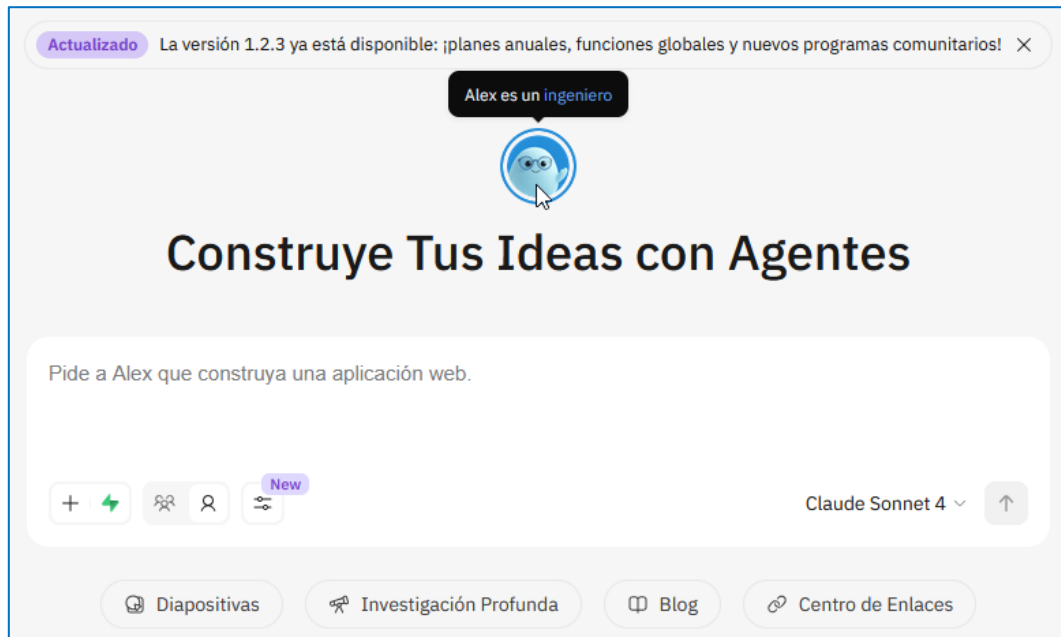 Actualizado La versión 1.2.3 ya está disponible: ¡planes anuales, funciones globales y nuevos programas comunitarios!
Alex es un ingeniero
Construye Tus Ideas con Agentes
Pide a Alex que construya una aplicación web.
New
Claude Sonnet 4
Diapositivas Investigación Profunda Blog Centro de Enlaces